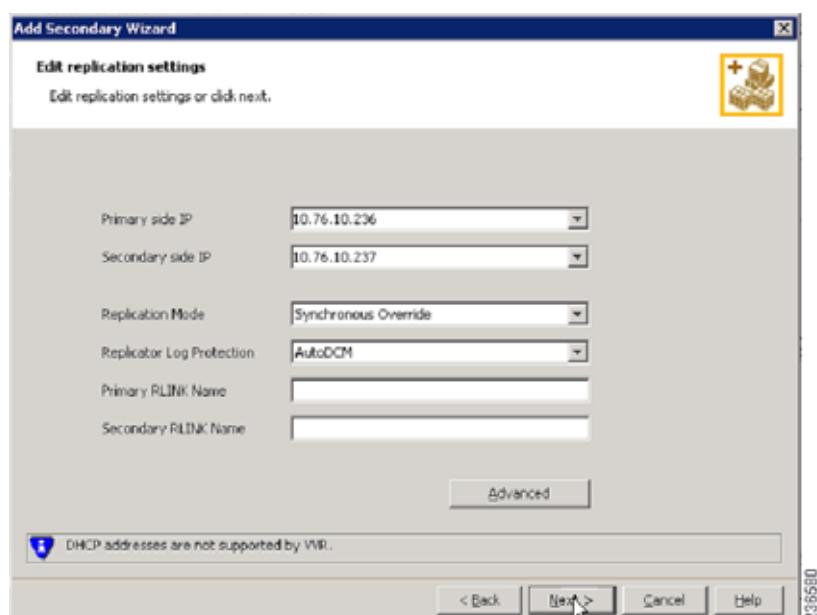 Add Secondary Wizard
Edit replication settings
Edit replication settings or click next.
Primary side IP
10.76.10.236
Secondary side IP
10.76.10.237
Replication Mode
Synchronous Override
Replicator Log Protection
AutoDCM
Primary RLINK Name
Secondary RLINK Name
Advanced
DHCP addresses are not supported by VVR.
< Back
Next >
Cancel
Help